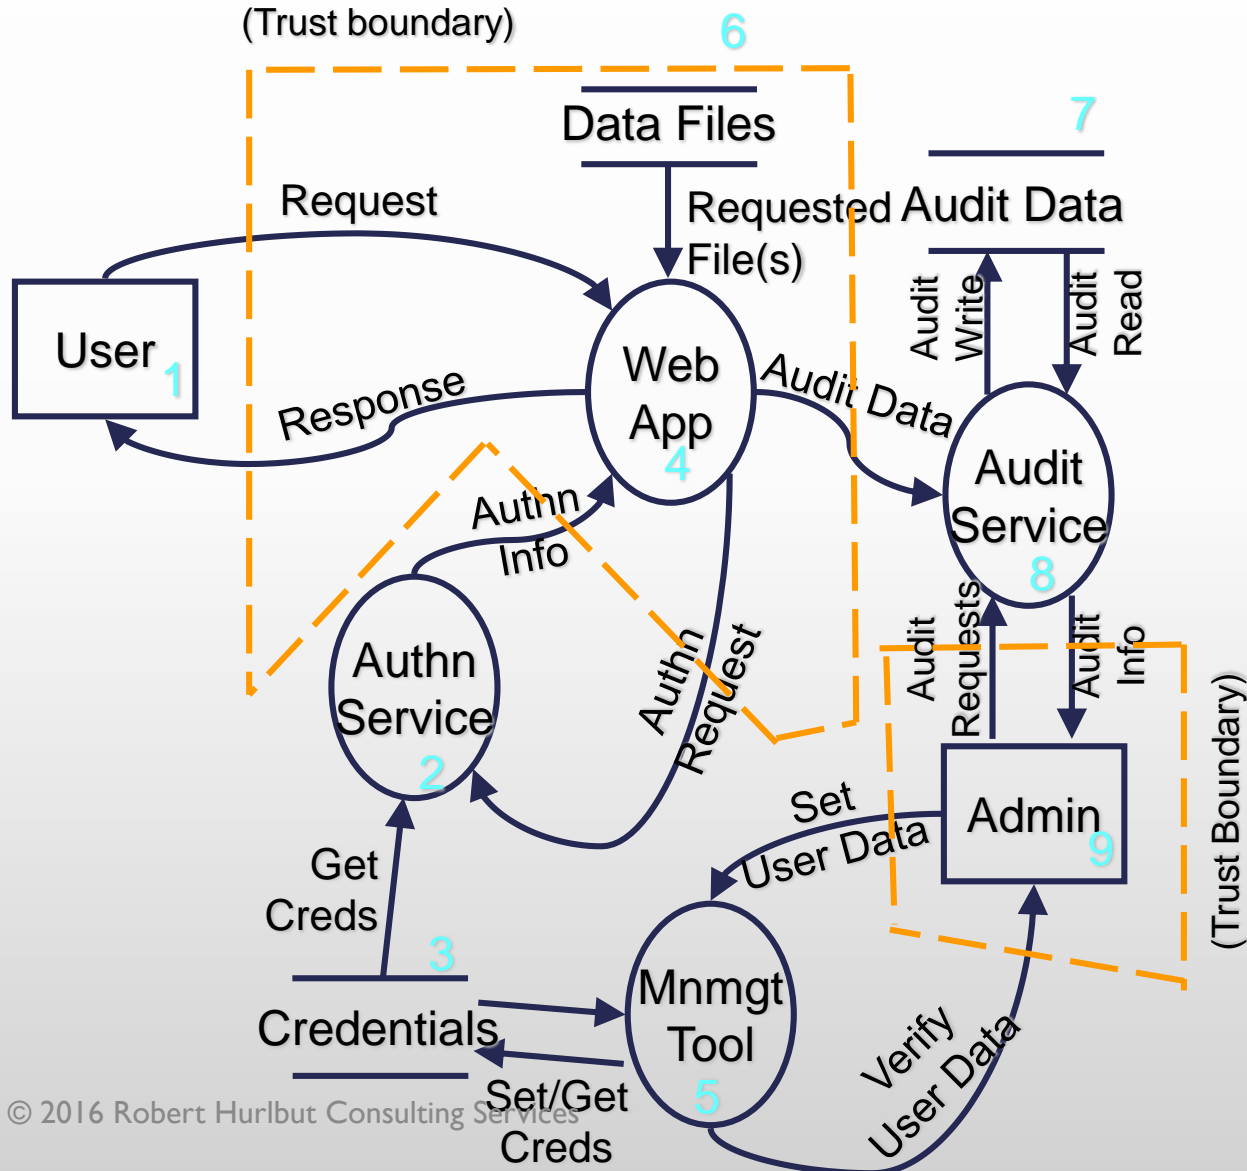 (Trust boundary)
6
Data Files
7
Request
Requested
File(s)
Audit Data
Audit
Write
Audit
Read
User
1
Web
App
4
Response
Audit Data
Audit
Service
8
Authn
Info
Authn
Service
2
Authn
Request
Audit
Requests
Audit
Info
(Trust Boundary)
Admin
9
Set
User Data
Get
Creds
3
Credentials
Mnmgt
Tool
5
Set/Get
Creds
Verify
User Data
© 2016 Robert Hurlbut Consulting Services